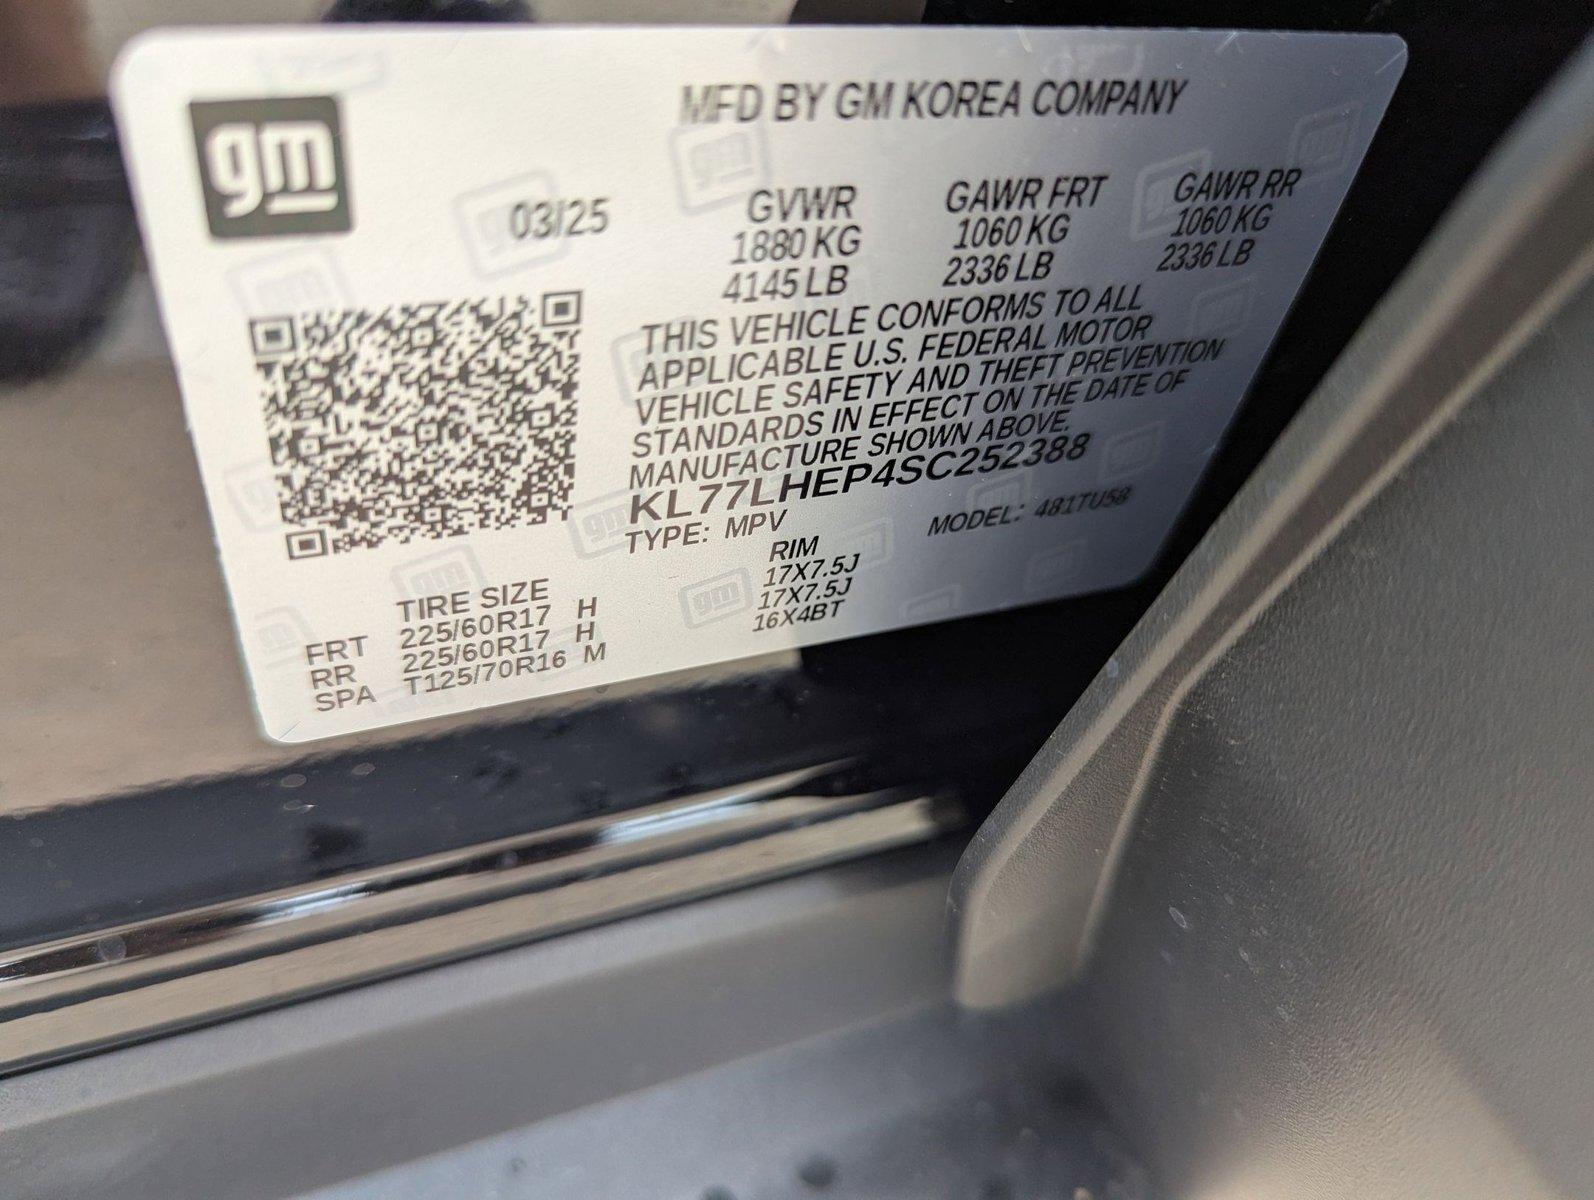 gm
MFD BY GM KOREA COMPANY
03/25
GVWR GAWR FRT GAWR RR
1880 KG 1060 KG 1060 KG
4145 LB 2336 LB 2336 LB
THIS VEHICLE CONFORMS TO ALL
APPLICABLE U.S. FEDERAL MOTOR
VEHICLE SAFETY AND THEFT PREVENTION
STANDARDS IN EFFECT ON THE DATE OF
MANUFACTURE SHOWN ABOVE.
KL77LHEP4SC252388
TYPE: MPV MODEL: 481TU58
TIRE SIZE RIM
FRT 225/60R17 H 17X7.5J
RR 225/60R17 H 17X7.5J
SPA T125/70R16 M 16X4BT